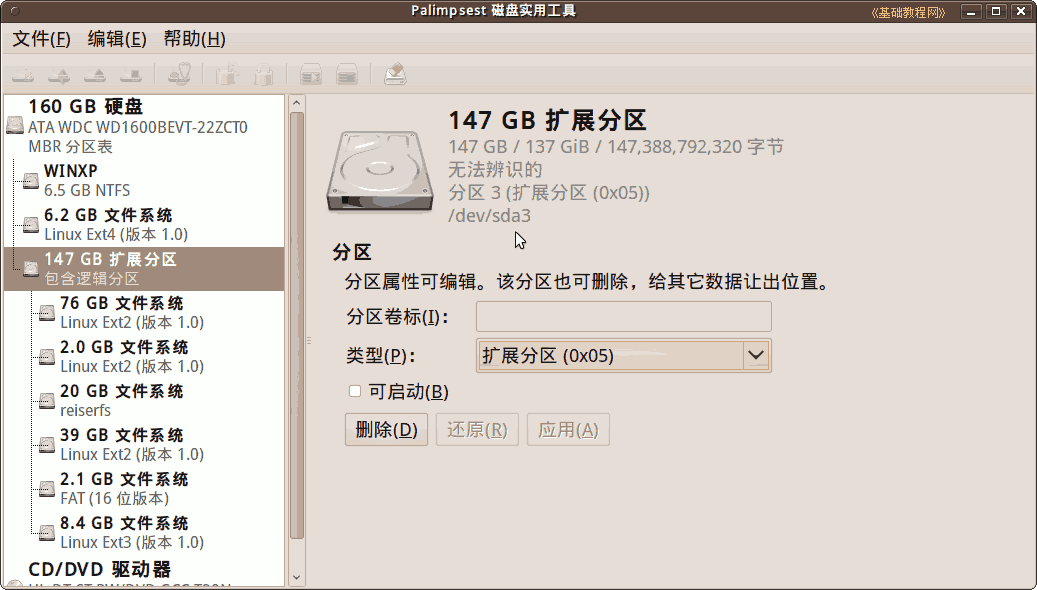 Palimpsest 磁盘实用工具
《基础教程网》
文件(F) 编辑(E) 帮助(H)
160 GB 硬盘
ATA WDC WD1600BEVT-22ZCT0
MBR 分区表
WINXP
6.5 GB NTFS
6.2 GB 文件系统
Linux Ext4 (版本 1.0)
147 GB 扩展分区
包含逻辑分区
76 GB 文件系统
Linux Ext2 (版本 1.0)
2.0 GB 文件系统
Linux Ext2 (版本 1.0)
20 GB 文件系统
reiserfs
39 GB 文件系统
Linux Ext2 (版本 1.0)
2.1 GB 文件系统
FAT (16 位版本)
8.4 GB 文件系统
Linux Ext3 (版本 1.0)
CD/DVD 驱动器
147 GB 扩展分区
147 GB / 137 GiB / 147,388,792,320 字节
无法辨识的
分区 3 (扩展分区 (0x05))
/dev/sda3
分区
分区属性可编辑。该分区也可删除，给其它数据让出位置。
分区卷标(I):
类型(P):
扩展分区 (0x05)
可启动(B)
删除(D)
还原(R)
应用(A)